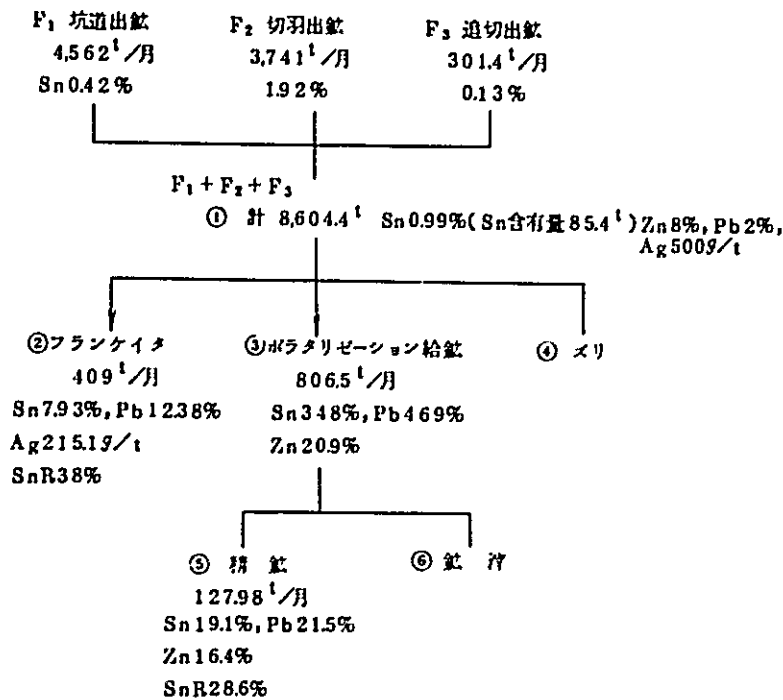 F₁ 坑道出鉱
4,562ᵗ/月
Sn0.42%
F₂ 切羽出鉱
3,741ᵗ/月
1.92%
F₃ 追切出鉱
301.4ᵗ/月
0.13%
F₁+F₂+F₃
① 計 8,604.4ᵗ Sn0.99%(Sn含有量85.4ᵗ)Zn8%,Pb2%,
Ag500g/t
②フランケイタ
409ᵗ/月
Sn7.93%,Pb12.38%
Ag215.1g/t
SnR38%
③ボラタリゼーション給鉱
806.5ᵗ/月
Sn348%,Pb469%
Zn20.9%
④ ズリ
⑤ 精鉱
127.98ᵗ/月
Sn19.1%,Pb21.5%
Zn16.4%
SnR28.6%
⑥ 鉱滓